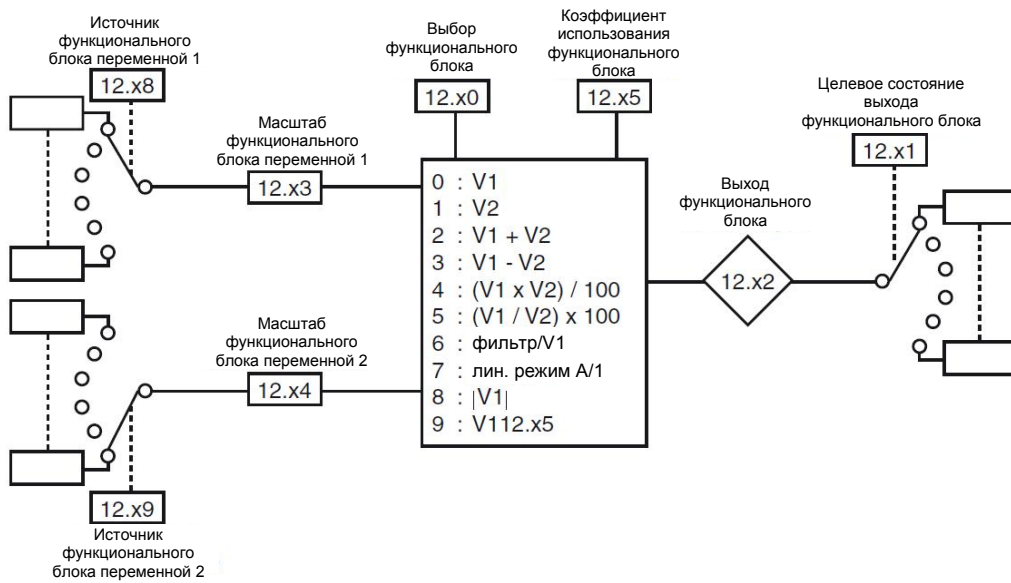 Источник
функционального
блока переменной 1
12.x8
Масштаб
функционального
блока переменной 1
12.x3
Выбор
функционального
блока
12.x0
Коэффициент
использования
функционального
блока
12.x5
Целевое состояние
выхода
функционального блока
12.x1
0 : V1
1 : V2
2 : V1 + V2
3 : V1 - V2
4 : (V1 x V2) / 100
5 : (V1 / V2) x 100
6 : фильтр/V1
7 : лин. режим А/1
8 : |V1|
9 : V112.x5
Выход
функционального
блока
12.x2
Масштаб
функционального
блока переменной 2
12.x4
12.x9
Источник
функционального
блока переменной 2